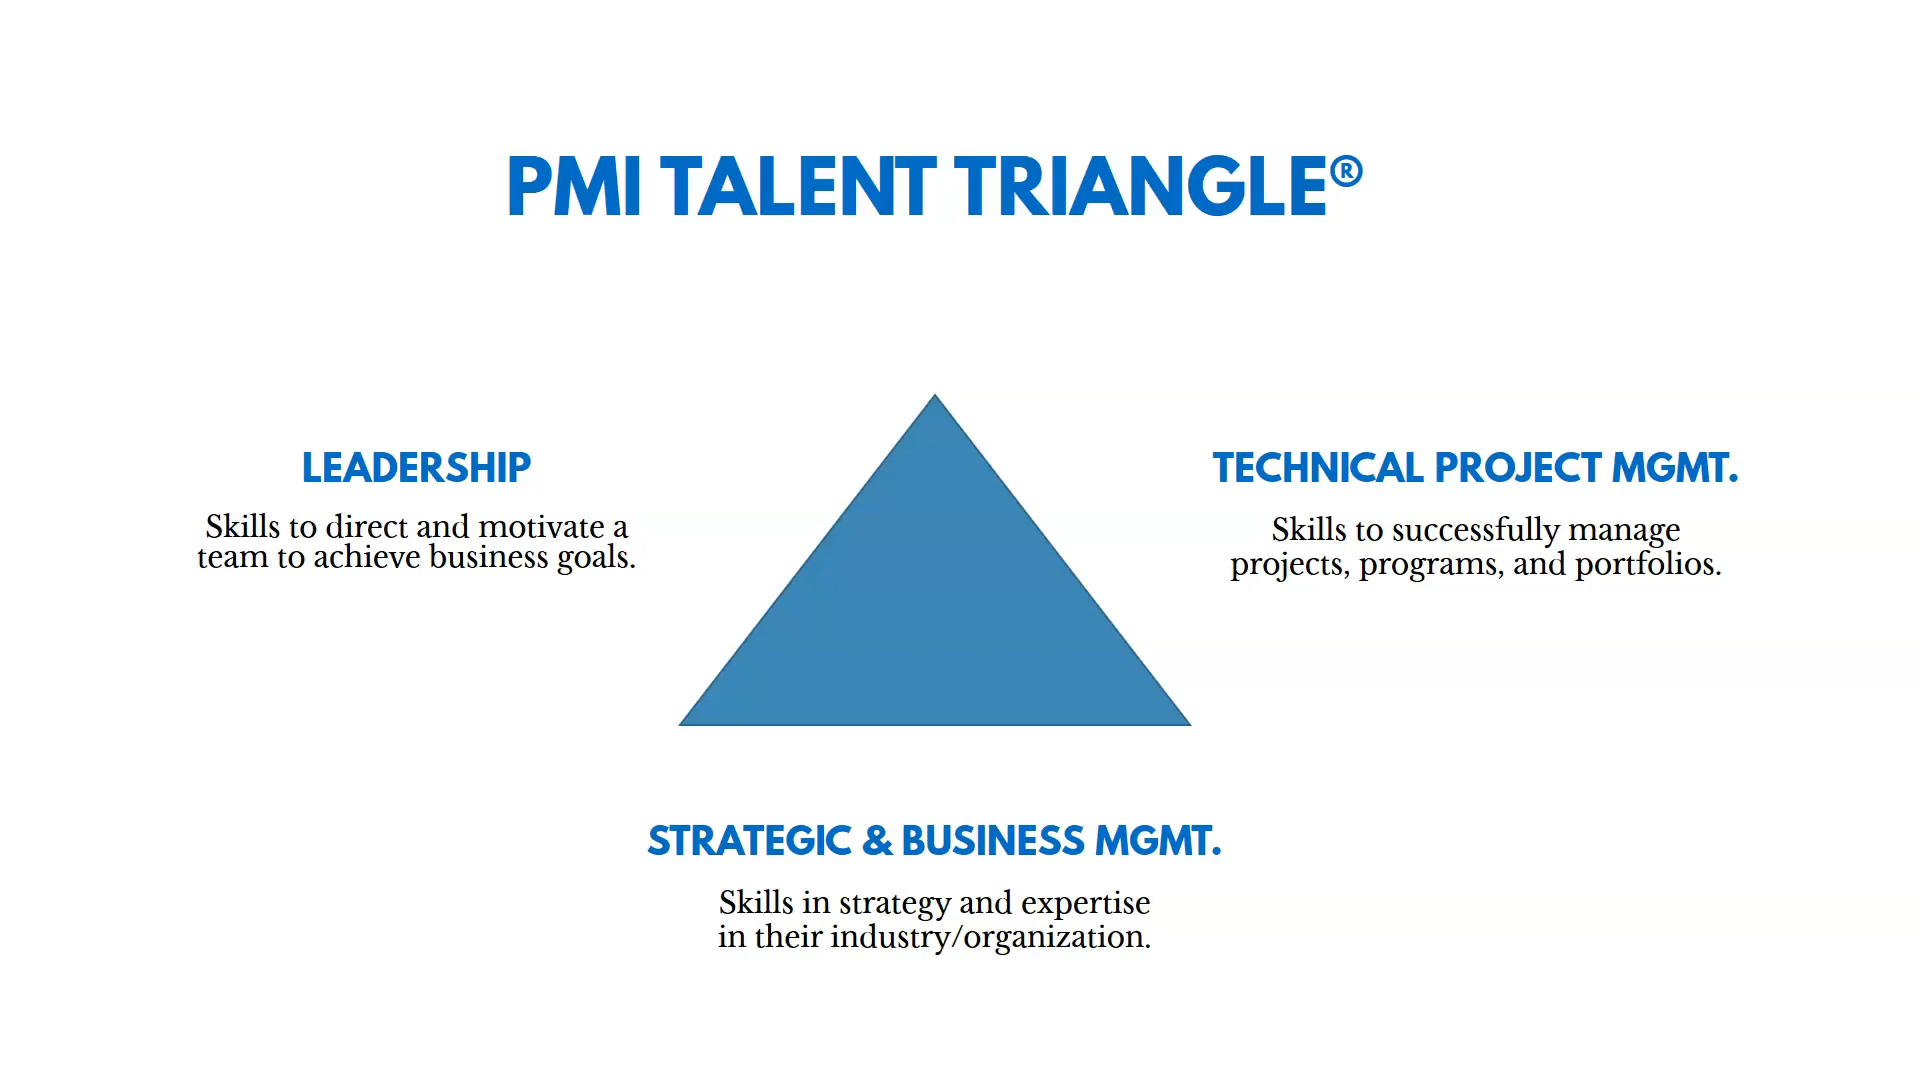 PMI TALENT TRIANGLE®
LEADERSHIP
Skills to direct and motivate a
team to achieve business goals.
TECHNICAL PROJECT MGMT.
Skills to successfully manage
projects, programs, and portfolios.
STRATEGIC & BUSINESS MGMT.
Skills in strategy and expertise
in their industry/organization.